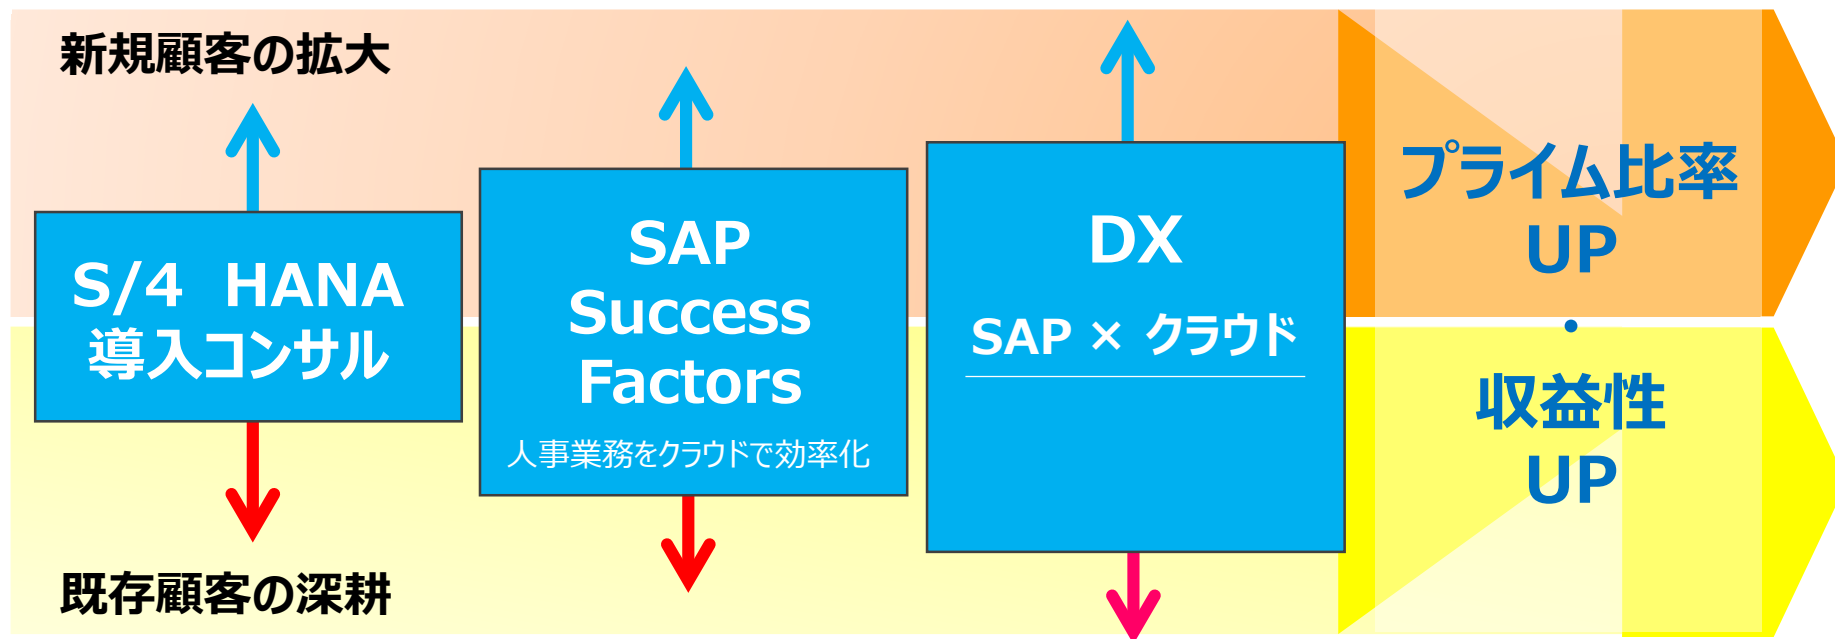 新規顧客の拡大
S/4 HANA
導入コンサル
SAP
Success
Factors
人事業務をクラウドで効率化
DX
SAP × クラウド
プライム比率
UP
・
収益性
UP
既存顧客の深耕